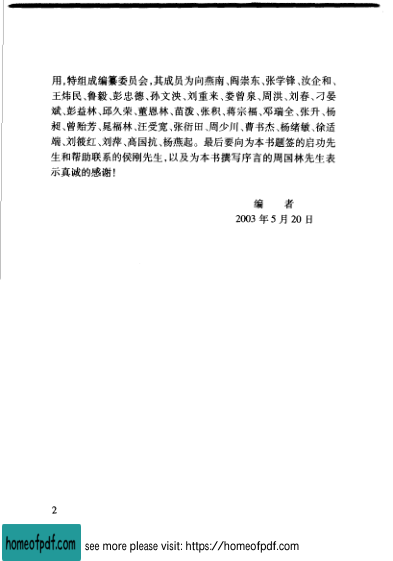 用,特组成编纂委员会,其成员为向燕南、阎崇东、张学锋、汝企和、
王炜民、鲁毅、彭忠德、孙文泱、刘重来、娄曾泉、周洪、刘春、刁晏
斌、彭益林、邱久荣、董恩林、苗泼、张积、蒋宗福、邓瑞全、张升、杨
昶、曾贻芳、晁福林、汪受宽、张衍田、周少川、曹书杰、杨绪敏、徐适
端、刘筱红、刘萍、高国抗、杨燕起。最后要向为本书题签的启功先
生和帮助联系的侯刚先生,以及为本书撰写序言的周国林先生表
示真诚的感谢!
编 者
2003 年 5 月 20 日
2
homeofpdf.com see more please visit: https://homeofpdf.com